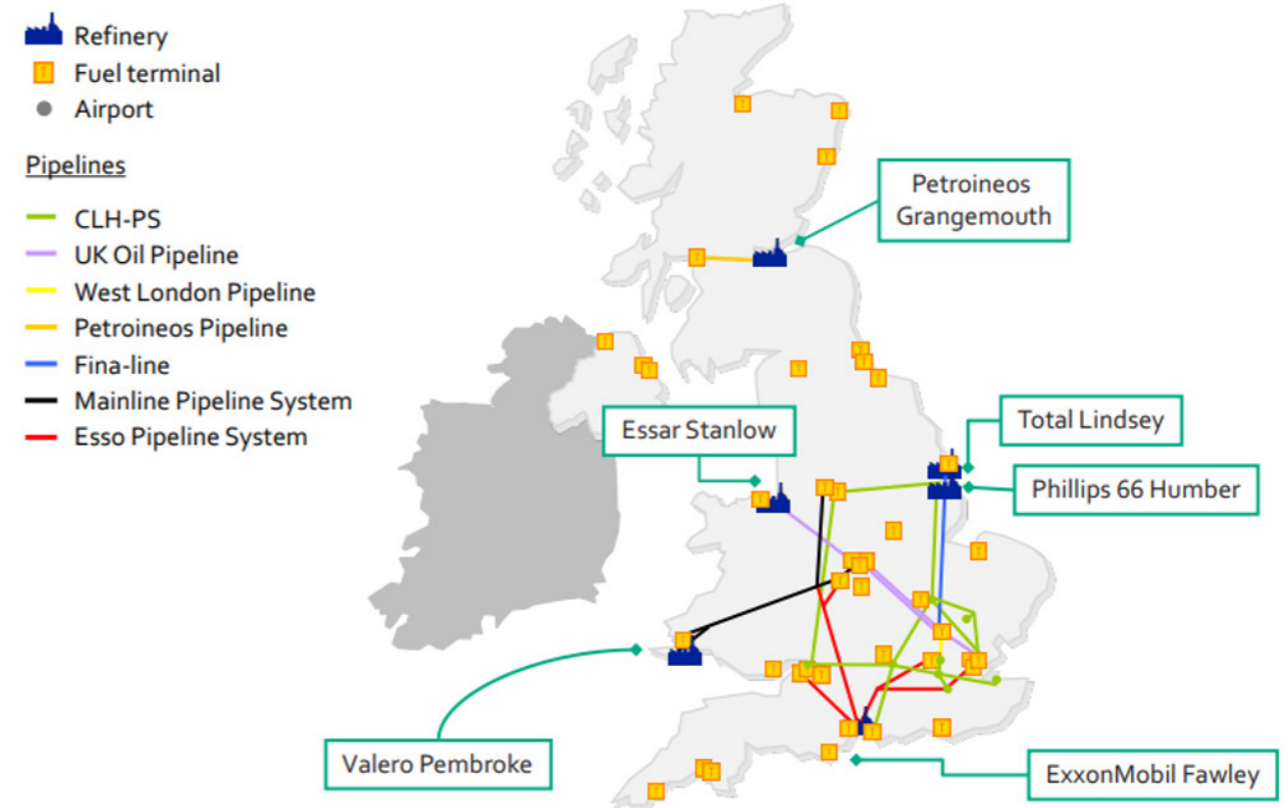 Refinery
Fuel terminal
Airport
Pipelines
CLH-PS
UK Oil Pipeline
West London Pipeline
Petroineos Pipeline
Fina-line
Mainline Pipeline System
Esso Pipeline System
Petroineos
Grangemouth
Essar Stanlow
Total Lindsey
Phillips 66 Humber
Valero Pembroke
ExxonMobil Fawley